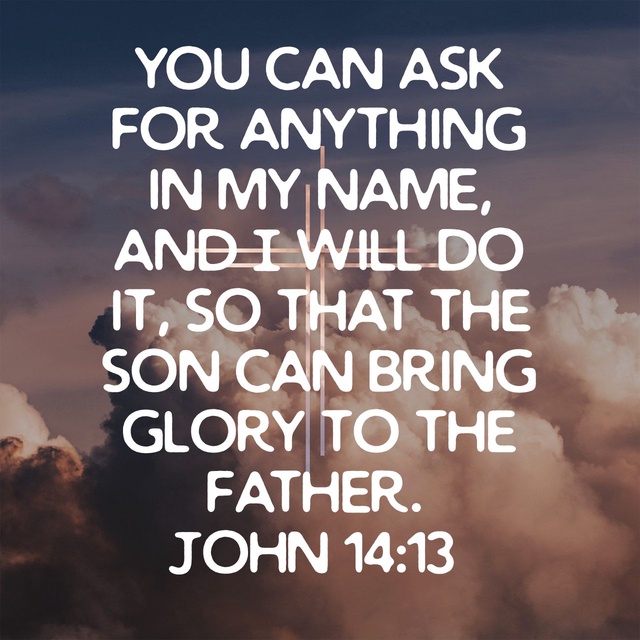 YOU CAN ASK
FOR ANYTHING
IN MY NAME,
AND I WILL DO
IT, SO THAT THE
SON CAN BRING
GLORY TO THE
FATHER.
JOHN 14:13